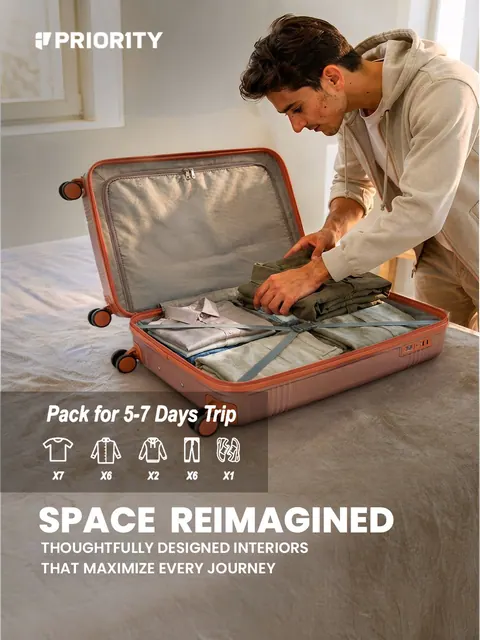 PRIOR1TY
Pack for 5-7 Days Trip
X7 X6 X2 X6 X1
SPACE REIMAGINED
THOUGHTFULLY DESIGNED INTERIORS
THAT MAXIMIZE EVERY JOURNEY